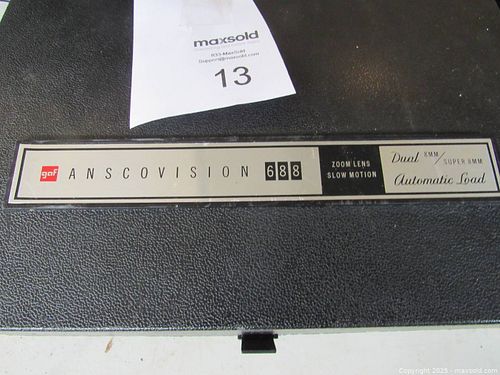 maxsold
833-MaxSold
Support@maxsold.com
13
gaf ANSCOVISION 688
ZOOM LENS
SLOW MOTION
Dual 8MM/SUPER 8MM
Automatic Load
Copyright © 2025 - maxsold.com